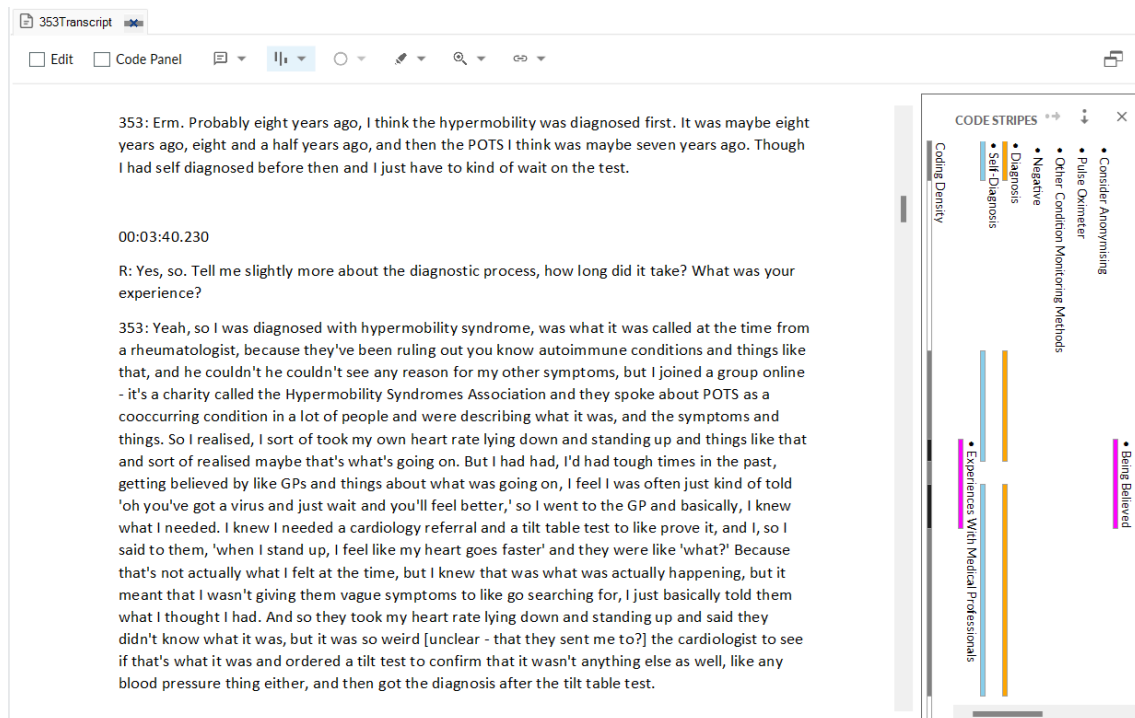 353Transcript
Edit
Code Panel
353: Erm. Probably eight years ago, I think the hypermobility was diagnosed first. It was maybe eight
years ago, eight and a half years ago, and then the POTS I think was maybe seven years ago. Though
I had self diagnosed before then and I just have to kind of wait on the test.
00:03:40.230
R: Yes, so. Tell me slightly more about the diagnostic process, how long did it take? What was your
experience?
353: Yeah, so I was diagnosed with hypermobility syndrome, was what it was called at the time from
a rheumatologist, because they've been ruling out you know autoimmune conditions and things like
that, and he couldn't he couldn't see any reason for my other symptoms, but I joined a group online
- it's a charity called the Hypermobility Syndromes Association and they spoke about POTS as a
cooccurring condition in a lot of people and were describing what it was, and the symptoms and
things. So I realised, I sort of took my own heart rate lying down and standing up and things like that
and sort of realised maybe that's what's going on. But I had had, I'd had tough times in the past,
getting believed by like GPs and things about what was going on, I feel I was often just kind of told
'oh you've got a virus and just wait and you'll feel better,' so I went to the GP and basically, I knew
what I needed. I knew I needed a cardiology referral and a tilt table test to like prove it, and I, so I
said to them, 'when I stand up, I feel like my heart goes faster' and they were like 'what?' Because
that's not actually what I felt at the time, but I knew that was what was actually happening, but it
meant that I wasn't giving them vague symptoms to like go searching for, I just basically told them
what I thought I had. And so they took my heart rate lying down and standing up and said they
didn't know what it was, but it was so weird [unclear - that they sent me to?] the cardiologist to see
if that's what it was and ordered a tilt test to confirm that it wasn't anything else as well, like any
blood pressure thing either, and then got the diagnosis after the tilt table test.
CODE STRIPES
Coding Density
Experiences With Medical Professionals
Self-Diagnosis
Diagnosis
Negative
Other Condition Monitoring Methods
Pulse Oximeter
Consider Anonymising
Being Believed